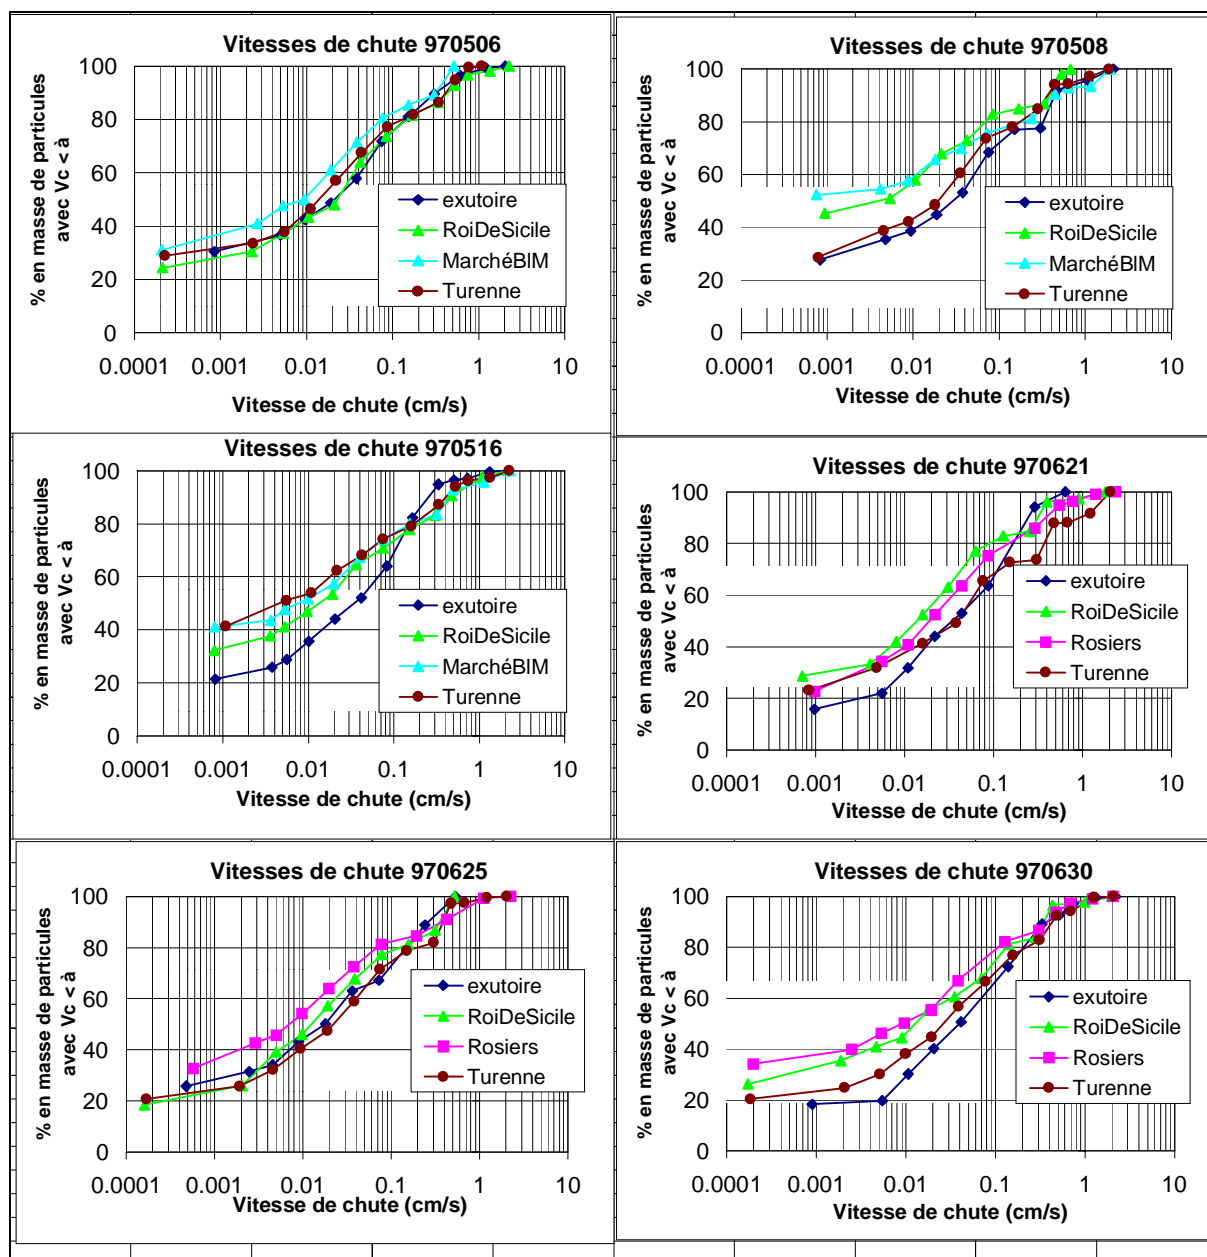 Vitesses de chute 970506
% en masse de particules
avec Vc < à
100
80
60
40
20
0
exutoire
RoiDeSicile
MarchéBIM
Turenne
0.0001 0.001 0.01 0.1 1 10
Vitesse de chute (cm/s)
Vitesses de chute 970508
% en masse de particules
avec Vc < à
100
80
60
40
20
0
exutoire
RoiDeSicile
MarchéBIM
Turenne
0.0001 0.001 0.01 0.1 1 10
Vitesse de chute (cm/s)
Vitesses de chute 970516
% en masse de particules
avec Vc < à
100
80
60
40
20
0
exutoire
RoiDeSicile
MarchéBIM
Turenne
0.0001 0.001 0.01 0.1 1 10
Vitesse de chute (cm/s)
Vitesses de chute 970621
% en masse de particules
avec Vc < à
100
80
60
40
20
0
exutoire
RoiDeSicile
Rosiers
Turenne
0.0001 0.001 0.01 0.1 1 10
Vitesse de chute (cm/s)
Vitesses de chute 970625
% en masse de particules
avec Vc < à
100
80
60
40
20
0
exutoire
RoiDeSicile
Rosiers
Turenne
0.0001 0.001 0.01 0.1 1 10
Vitesse de chute (cm/s)
Vitesses de chute 970630
% en masse de particules
avec Vc < à
100
80
60
40
20
0
exutoire
RoiDeSicile
Rosiers
Turenne
0.0001 0.001 0.01 0.1 1 10
Vitesse de chute (cm/s)